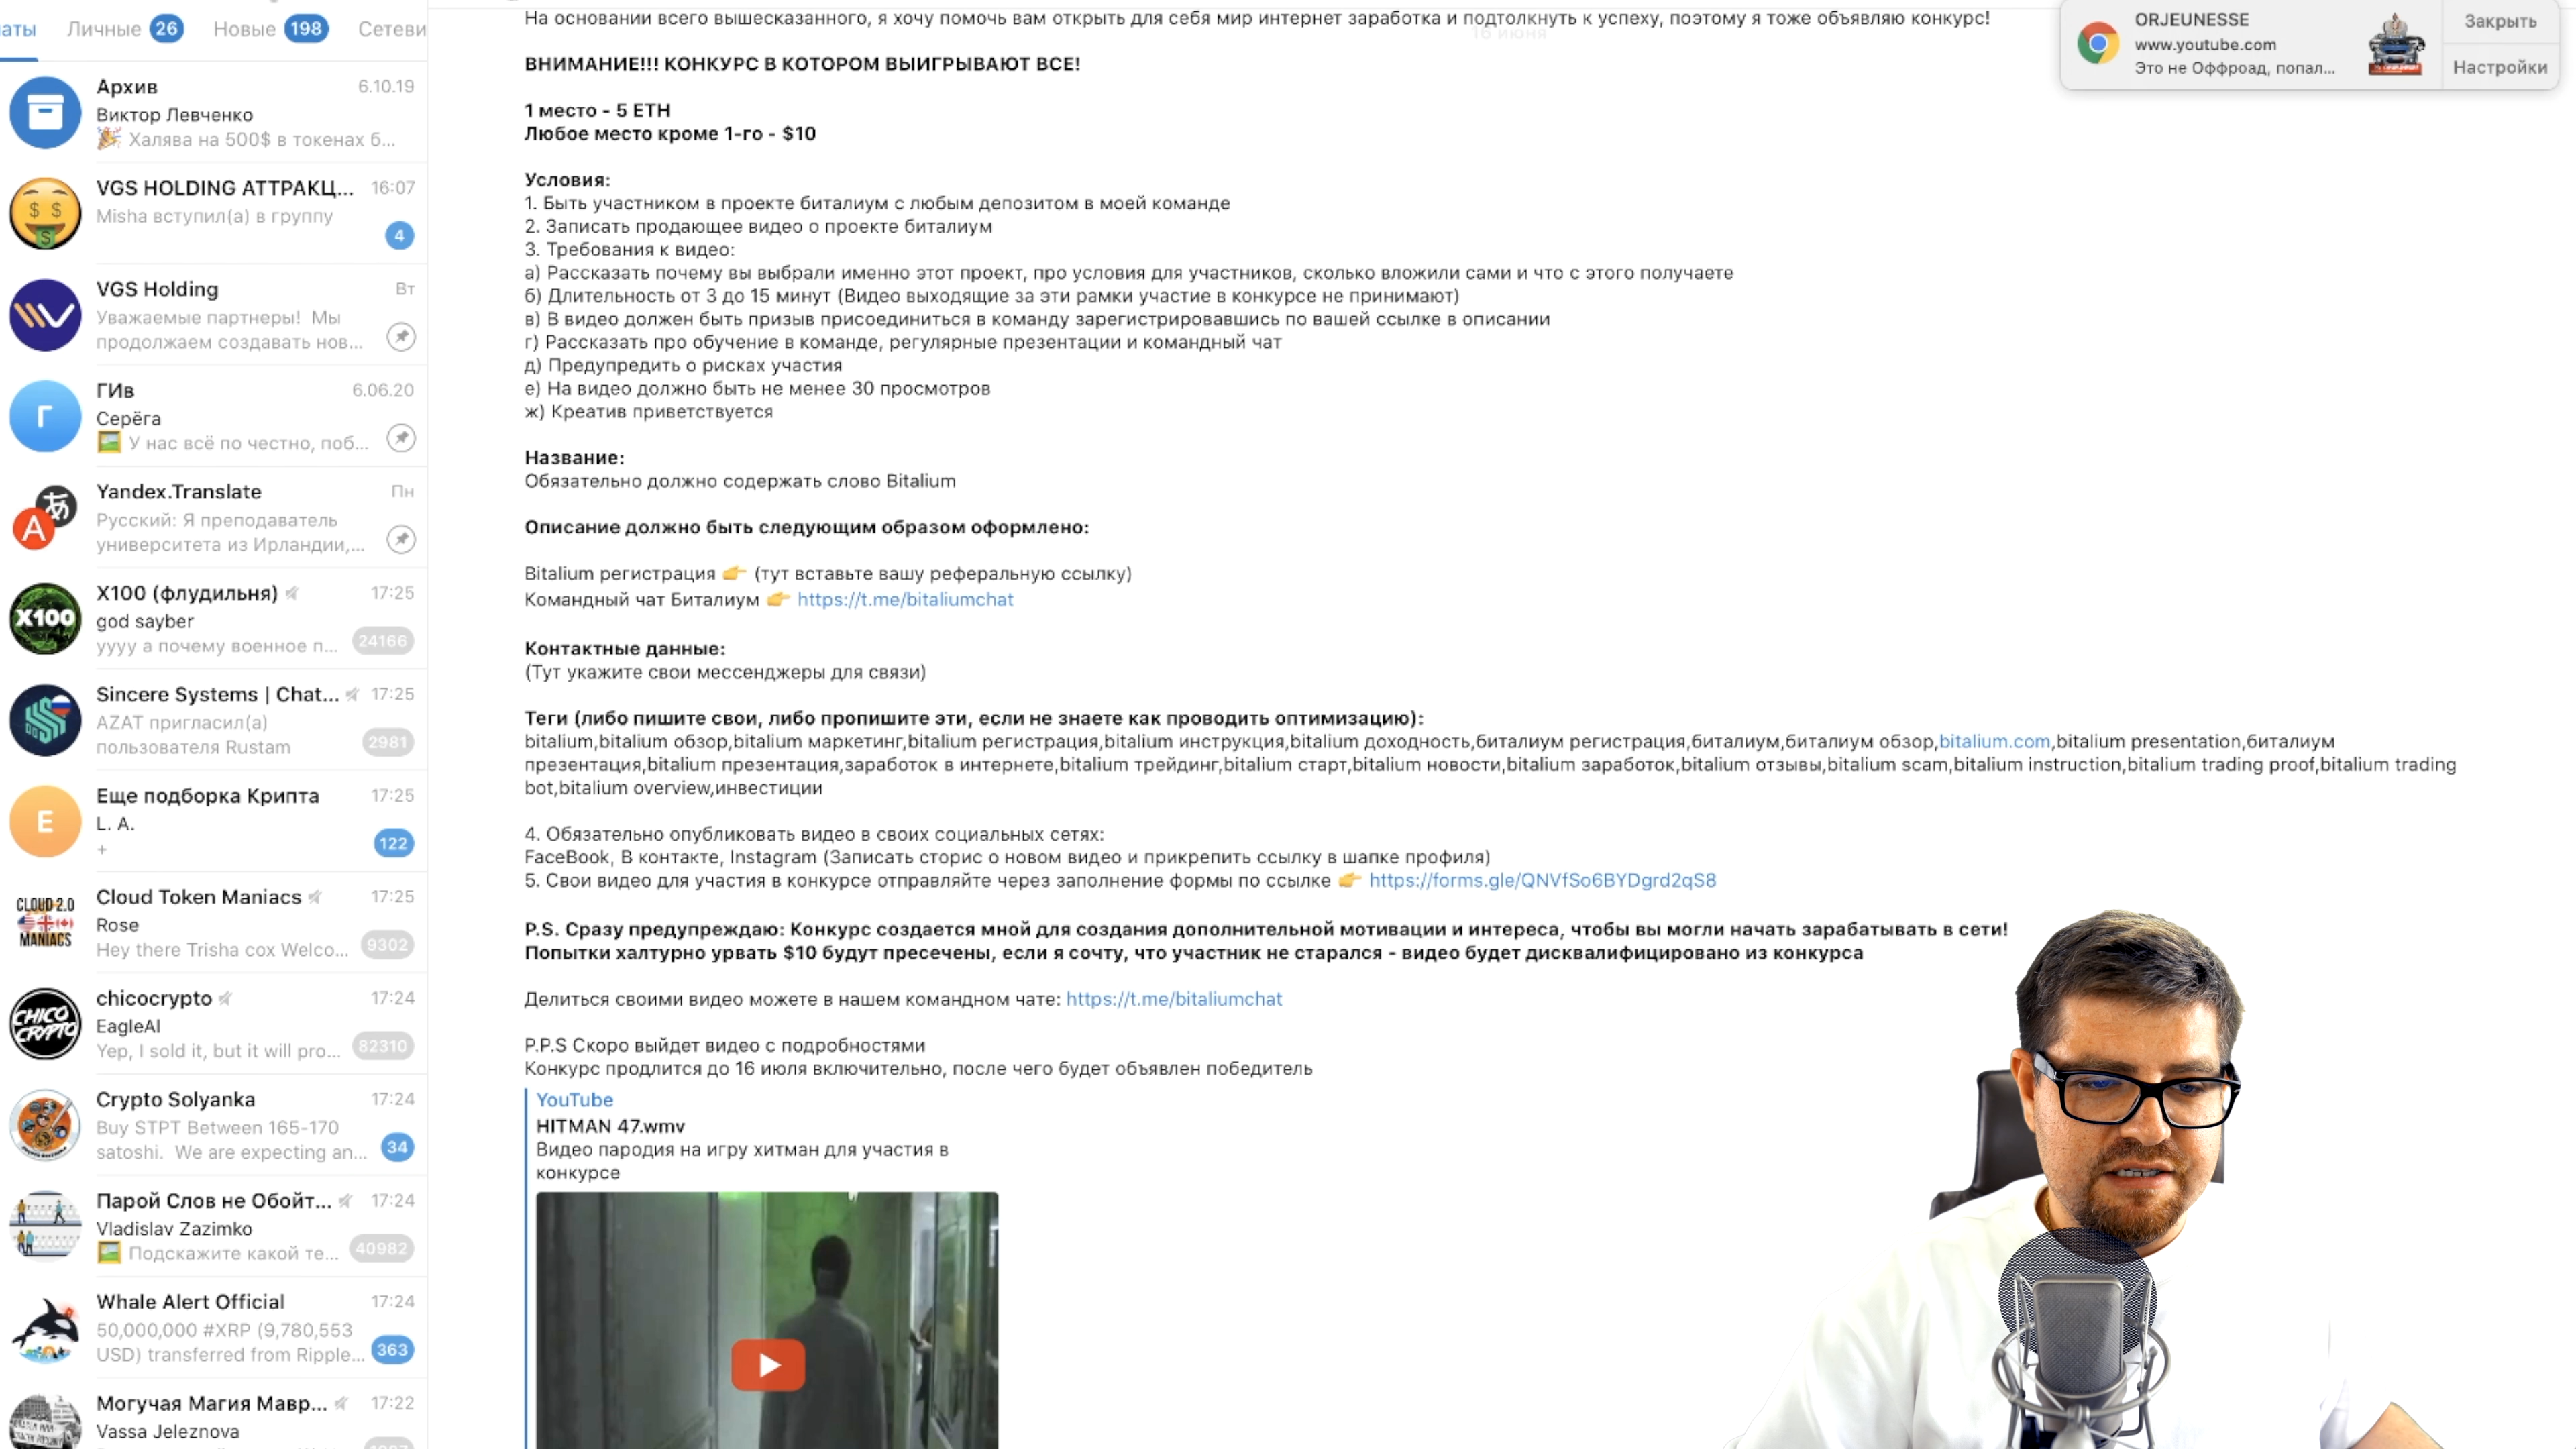 аты Личные 26 Новые 198 Сетеви
Архив 6.10.19
Виктор Левченко
🎉 Халява на 500$ в токенах б...
VGS HOLDING АТТРАКЦ... 16:07
Misha вступил(а) в группу
4
VGS Holding Вт
Уважаемые партнеры! Мы
продолжаем создавать нов...
ГИв 6.06.20
Серёга
🖼 У нас всё по честно, поб...
Yandex.Translate Пн
Русский: Я преподаватель
университета из Ирландии,...
X100 (флудильня) 17:25
god sayber
уууу а почему военное п... 24166
Sincere Systems | Chat... 17:25
AZAT пригласил(а)
пользователя Rustam 2981
Еще подборка Крипта 17:25
L. A.
+ 122
Cloud Token Maniacs 17:25
Rose
Hey there Trisha cox Welco... 9302
chicocrypto 17:24
EagleAI
Yep, I sold it, but it will pro... 82310
Crypto Solyanka 17:24
Buy STPT Between 165-170
satoshi. We are expecting an... 34
Парой Слов не Обойт... 17:24
Vladislav Zazimko
🖼 Подскажите какой те... 40982
Whale Alert Official 17:24
50,000,000 #XRP (9,780,553
USD) transferred from Ripple... 363
Могучая Магия Мавр... 17:22
Vassa Jeleznova
X100
CLOUD 2.0
MANIACS
CHICO
CRYPTO
На основании всего вышесказанного, я хочу помочь вам открыть для себя мир интернет заработка и подтолкнуть к успеху, поэтому я тоже объявляю конкурс!
16 июня
ВНИМАНИЕ!!! КОНКУРС В КОТОРОМ ВЫИГРЫВАЮТ ВСЕ!
1 место - 5 ETH
Любое место кроме 1-го - $10
Условия:
1. Быть участником в проекте биталиум с любым депозитом в моей команде
2. Записать продающее видео о проекте биталиум
3. Требования к видео:
а) Рассказать почему вы выбрали именно этот проект, про условия для участников, сколько вложили сами и что с этого получаете
б) Длительность от 3 до 15 минут (Видео выходящие за эти рамки участие в конкурсе не принимают)
в) В видео должен быть призыв присоединиться в команду зарегистрировавшись по вашей ссылке в описании
г) Рассказать про обучение в команде, регулярные презентации и командный чат
д) Предупредить о рисках участия
е) На видео должно быть не менее 30 просмотров
ж) Креатив приветствуется
Название:
Обязательно должно содержать слово Bitalium
Описание должно быть следующим образом оформлено:
Bitalium регистрация 👉 (тут вставьте вашу реферальную ссылку)
Командный чат Биталиум 👉 https://t.me/bitaliumchat
Контактные данные:
(Тут укажите свои мессенджеры для связи)
Теги (либо пишите свои, либо пропишите эти, если не знаете как проводить оптимизацию):
bitalium,bitalium обзор,bitalium маркетинг,bitalium регистрация,bitalium инструкция,bitalium доходность,биталиум регистрация,биталиум,биталиум обзор,bitalium.com,bitalium presentation,биталиум
презентация,bitalium презентация,заработок в интернете,bitalium трейдинг,bitalium старт,bitalium новости,bitalium заработок,bitalium отзывы,bitalium scam,bitalium instruction,bitalium trading proof,bitalium trading
bot,bitalium overview,инвестиции
4. Обязательно опубликовать видео в своих социальных сетях:
FaceBook, В контакте, Instagram (Записать сторис о новом видео и прикрепить ссылку в шапке профиля)
5. Свои видео для участия в конкурсе отправляйте через заполнение формы по ссылке 👉 https://forms.gle/QNVfSo6BYDgrd2qS8
P.S. Сразу предупреждаю: Конкурс создается мной для создания дополнительной мотивации и интереса, чтобы вы могли начать зарабатывать в сети!
Попытки халтурно урвать $10 будут пресечены, если я сочту, что участник не старался - видео будет дисквалифицировано из конкурса
Делиться своими видео можете в нашем командном чате: https://t.me/bitaliumchat
P.P.S Скоро выйдет видео с подробностями
Конкурс продлится до 16 июля включительно, после чего будет объявлен победитель
YouTube
HITMAN 47.wmv
Видео пародия на игру хитман для участия в
конкурсе
ORJEUNESSE
www.youtube.com
Это не Оффроад, попал...
Закрыть
Настройки